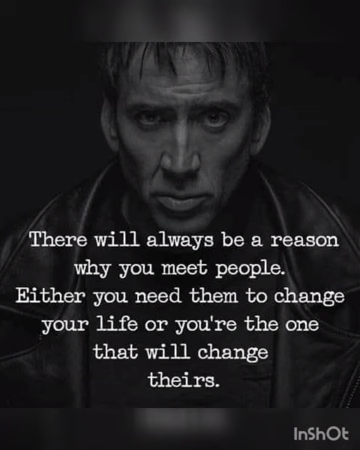 There will always be a reason
why you meet people.
Either you need them to change
your life or you're the one
that will change
theirs.
InShOt